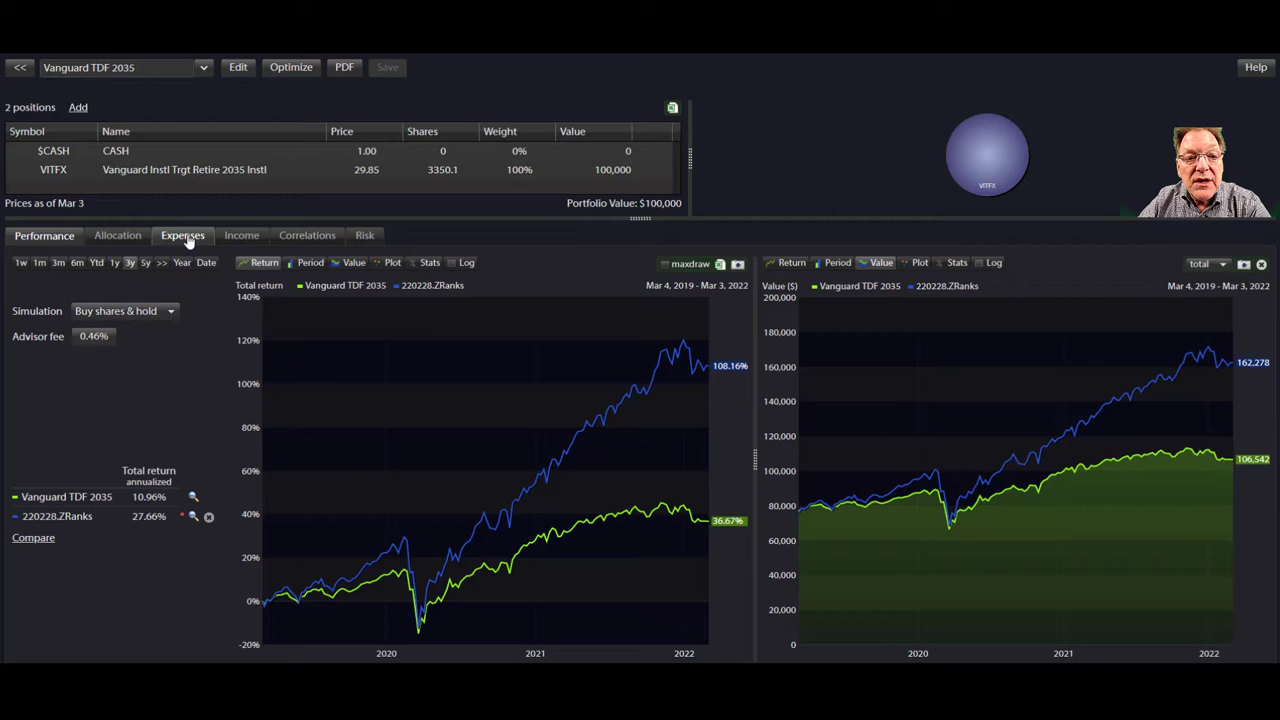 << Vanguard TDF 2035 Edit Optimize PDF Save Help
2 positions Add
Symbol Name Price Shares Weight Value
$CASH CASH 1.00 0 0% 0
VITFX Vanguard Instl Trgt Retire 2035 Instl 29.85 3350.1 100% 100,000
VITFX
Prices as of Mar 3 Portfolio Value: $100,000
Performance Allocation Expenses Income Correlations Risk
1w 1m 3m 6m Ytd 1y 3y 5y >> Year Date
Simulation Buy shares & hold
Advisor fee 0.46%
Total return
annualized
Vanguard TDF 2035 10.96%
220228.ZRanks 27.66%
Compare
Return Period Value Plot Stats Log maxdraw
Total return Vanguard TDF 2035 220228.ZRanks Mar 4, 2019 - Mar 3, 2022
140%
120%
108.16%
100%
80%
60%
40%
36.67%
20%
0%
-20%
2020 2021 2022
Return Period Value Plot Stats Log total
Value ($) Vanguard TDF 2035 220228.ZRanks Mar 4, 2019 - Mar 3, 2022
200,000
180,000
162,278
160,000
140,000
120,000
106,542
100,000
80,000
60,000
40,000
20,000
0
2020 2021 2022